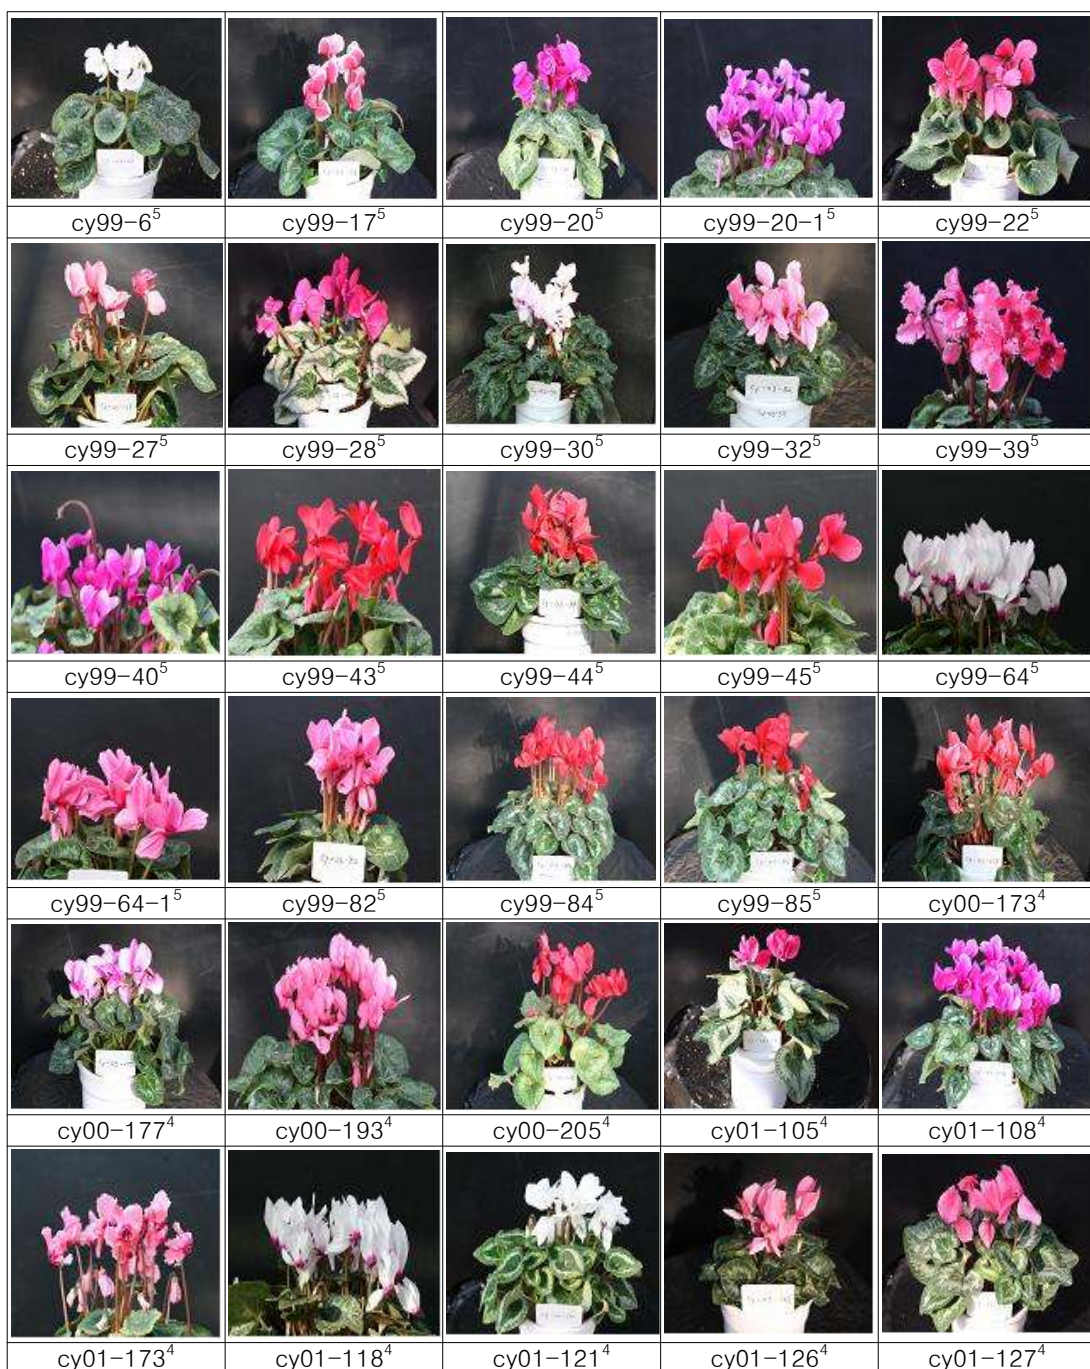 cy99-6⁵ cy99-17⁵ cy99-20⁵ cy99-20-1⁵ cy99-22⁵
cy99-27⁵ cy99-28⁵ cy99-30⁵ cy99-32⁵ cy99-39⁵
cy99-40⁵ cy99-43⁵ cy99-44⁵ cy99-45⁵ cy99-64⁵
cy99-64-1⁵ cy99-82⁵ cy99-84⁵ cy99-85⁵ cy00-173⁴
cy00-177⁴ cy00-193⁴ cy00-205⁴ cy01-105⁴ cy01-108⁴
cy01-173⁴ cy01-118⁴ cy01-121⁴ cy01-126⁴ cy01-127⁴